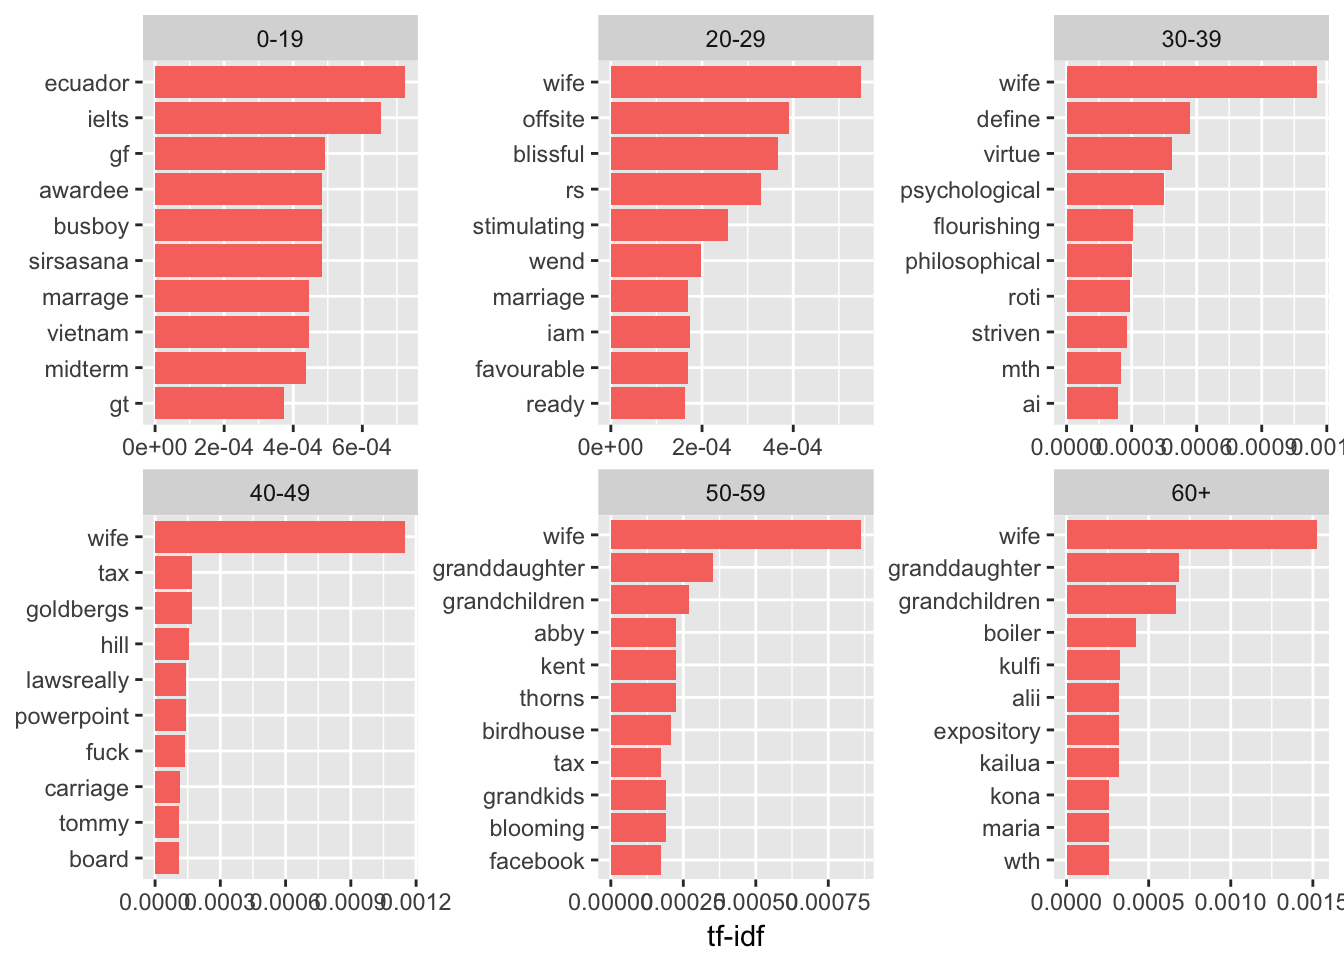 0-19
ecuador
ielts
gf
awardee
busboy
sirsasana
marrage
vietnam
midterm
gt
0e+00 2e-04 4e-04 6e-04
20-29
wife
offsite
blissful
rs
stimulating
wend
marriage
iam
favourable
ready
0e+00 2e-04 4e-04
30-39
wife
define
virtue
psychological
flourishing
philosophical
roti
striven
mth
ai
0.0000 0.0003 0.0006 0.0009 0.001
40-49
wife
tax
goldbergs
hill
lawsreally
powerpoint
fuck
carriage
tommy
board
0.0000 0.0003 0.0006 0.0009 0.0012
50-59
wife
granddaughter
grandchildren
abby
kent
thorns
birdhouse
tax
grandkids
blooming
facebook
0.00000 0.00025 0.00050 0.00075
60+
wife
granddaughter
grandchildren
boiler
kulfi
alii
expository
kailua
kona
maria
wth
0.0000 0.0005 0.0010 0.0015
tf-idf